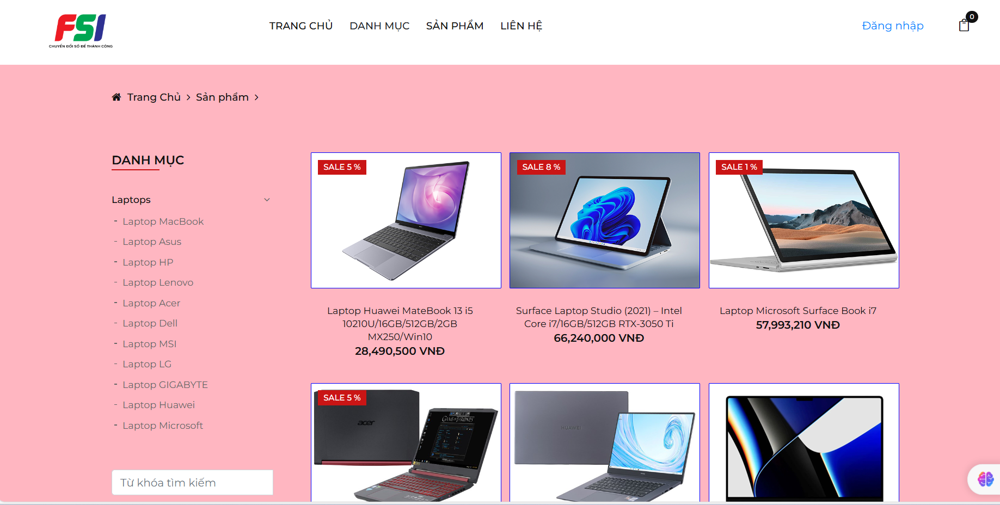 FSI
CHUYỂN ĐỔI SỐ ĐỂ THÀNH CÔNG
TRANG CHỦ
DANH MỤC
SẢN PHẨM
LIÊN HỆ
Đăng nhập
0
Trang Chủ > Sản phẩm >
DANH MỤC
Laptops
- Laptop MacBook
- Laptop Asus
- Laptop HP
- Laptop Lenovo
- Laptop Acer
- Laptop Dell
- Laptop MSI
- Laptop LG
- Laptop GIGABYTE
- Laptop Huawei
- Laptop Microsoft
Từ khóa tìm kiếm
SALE 5 %
Laptop Huawei MateBook 13 i5
10210U/16GB/512GB/2GB
MX250/Win10
28,490,500 VNĐ
SALE 8 %
Surface Laptop Studio (2021) – Intel
Core i7/16GB/512GB RTX-3050 Ti
66,240,000 VNĐ
SALE 1 %
Laptop Microsoft Surface Book i7
57,993,210 VNĐ
SALE 5 %
acer
GAME OF THRONES
HUAWEI